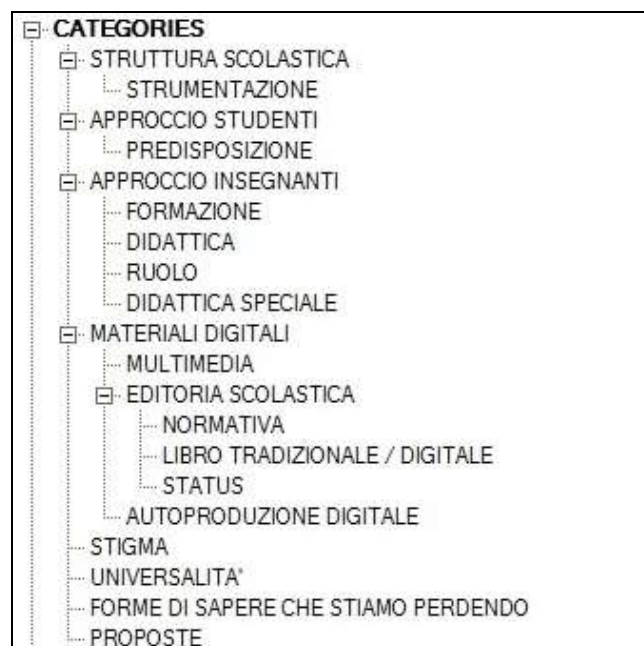 CATEGORIES
STRUTTURA SCOLASTICA
STRUMENTAZIONE
APPROCCIO STUDENTI
PREDISPOSIZIONE
APPROCCIO INSEGNANTI
FORMAZIONE
DIDATTICA
RUOLO
DIDATTICA SPECIALE
MATERIALI DIGITALI
MULTIMEDIA
EDITORIA SCOLASTICA
NORMATIVA
LIBRO TRADIZIONALE / DIGITALE
STATUS
AUTOPRODUZIONE DIGITALE
STIGMA
UNIVERSALITA'
FORME DI SAPERE CHE STIAMO PERDENDO
PROPOSTE